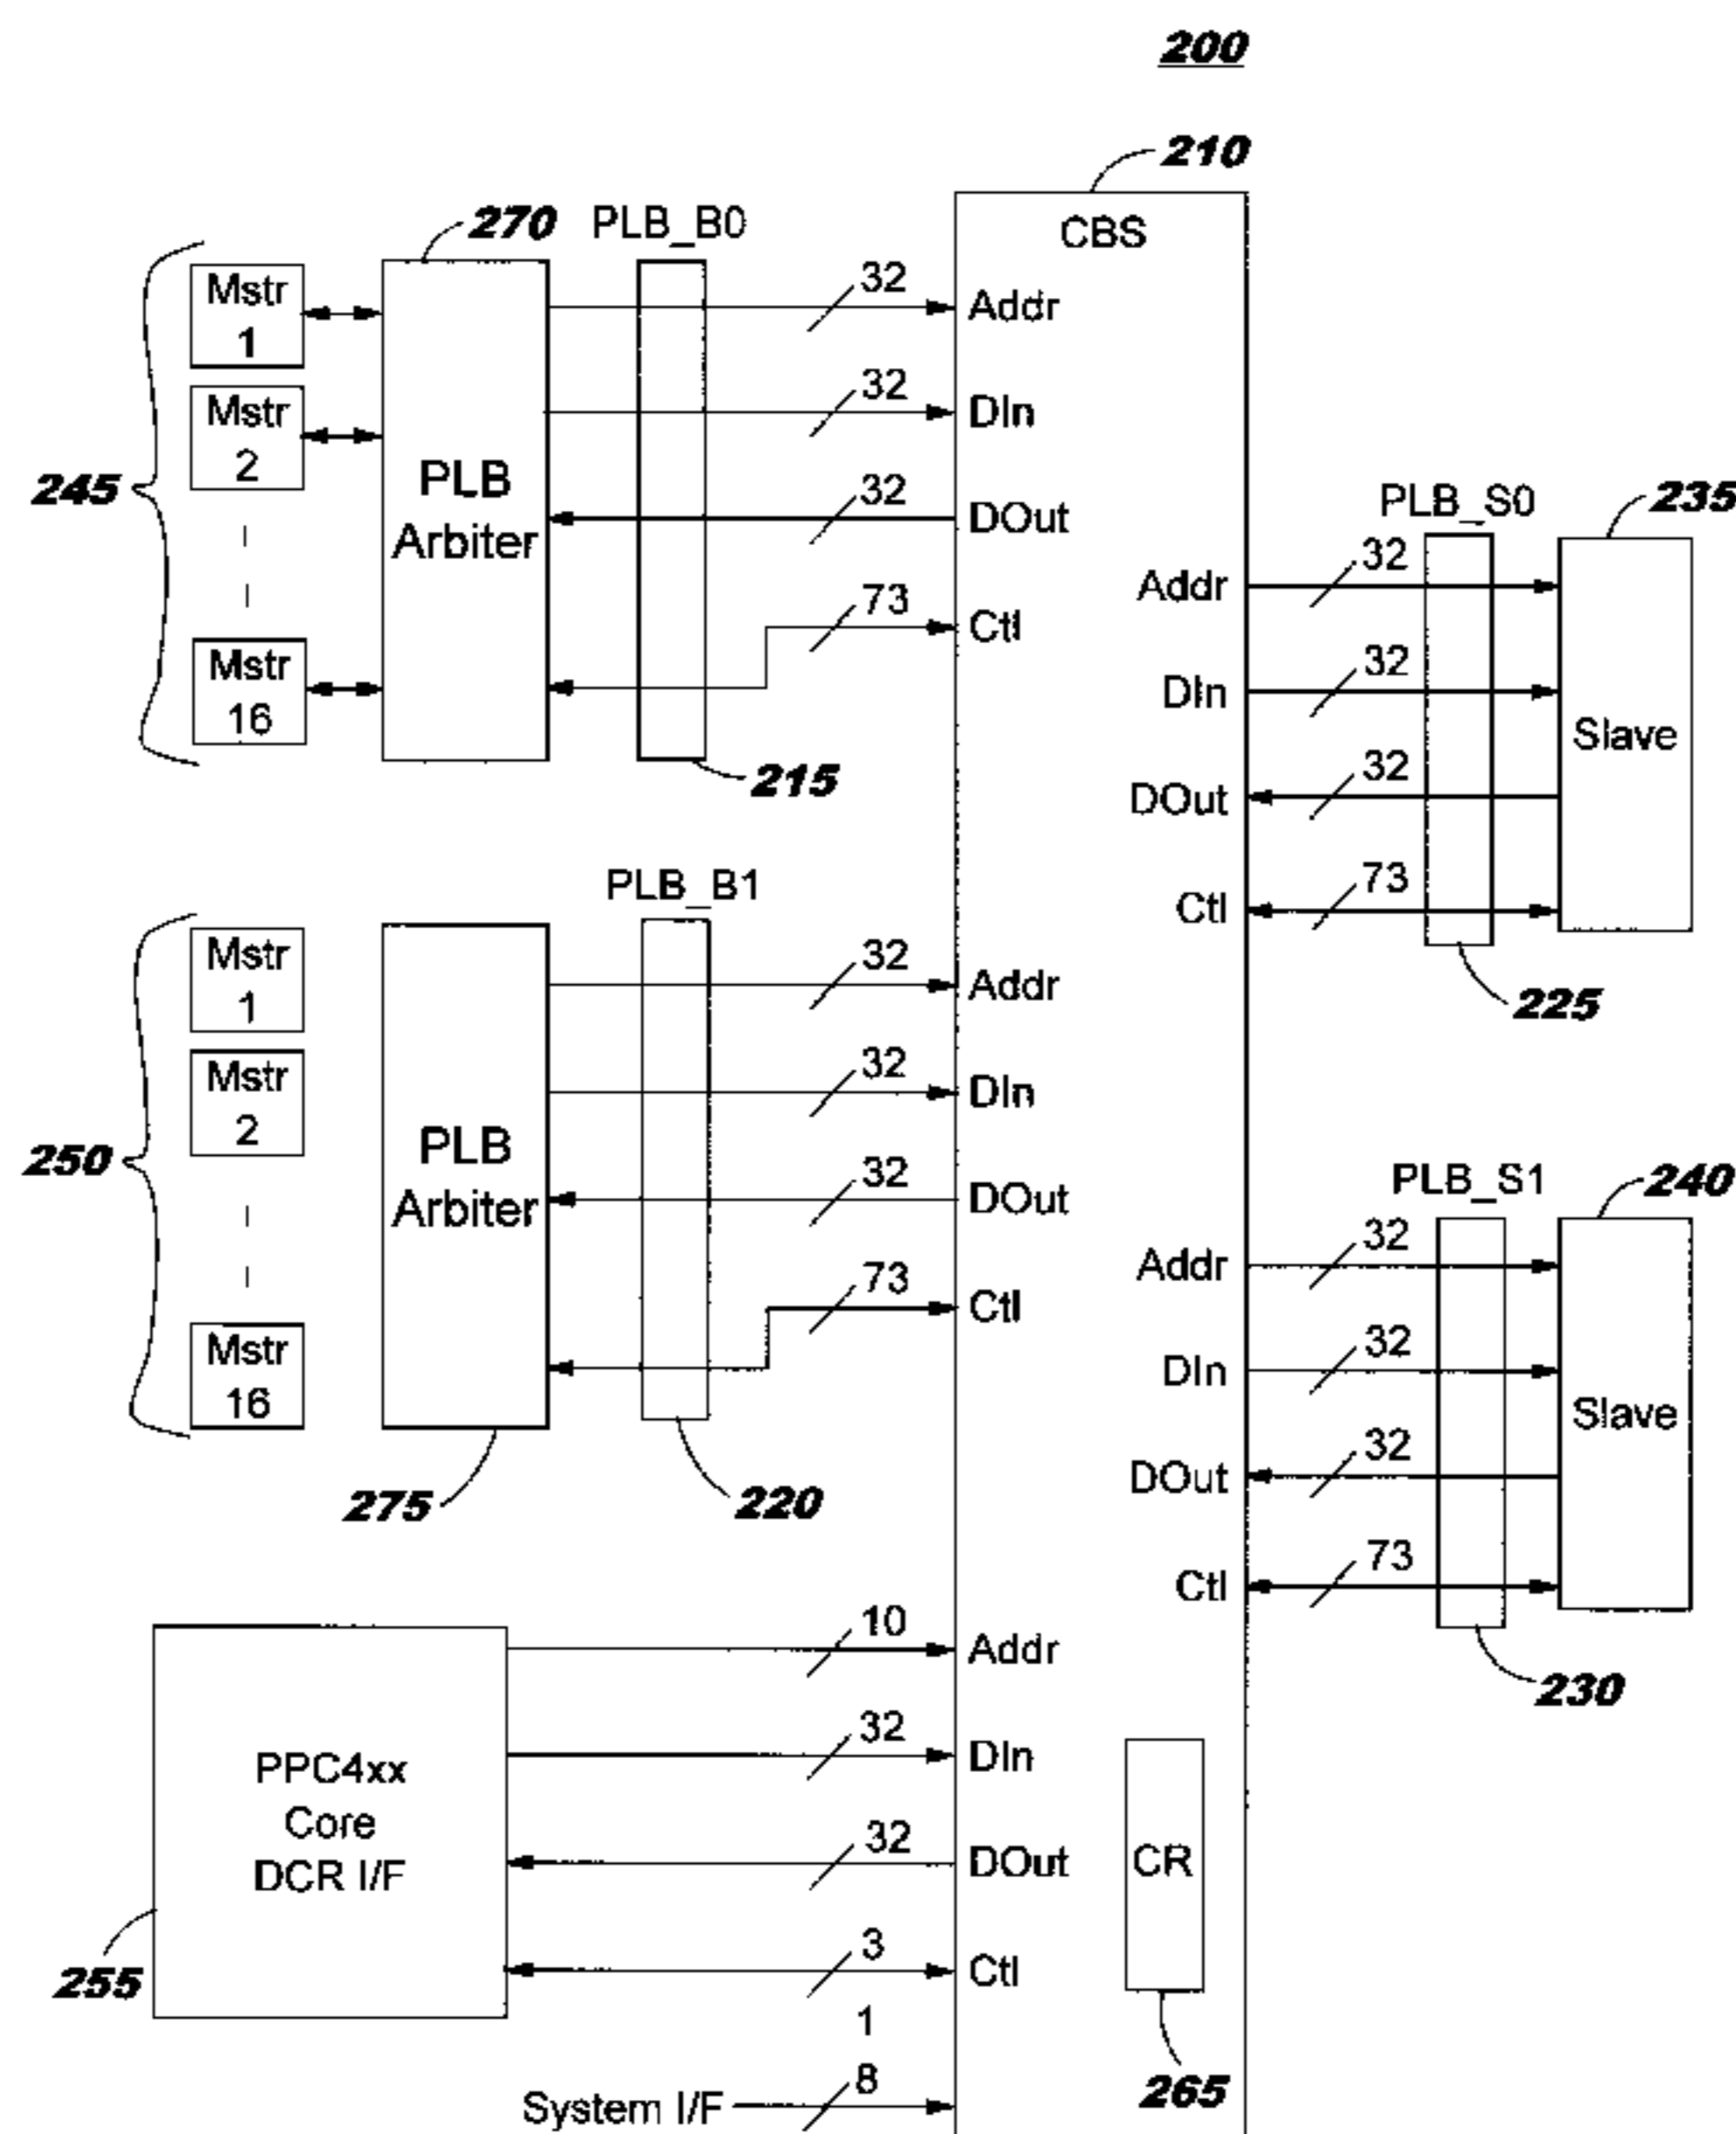 200
210
CBS
270
PLB_B0
245
Mstr
1
Mstr
2
Mstr
16
PLB
Arbiter
32
Addr
32
DIn
32
DOut
73
Ctl
215
PLB_S0
235
Addr
32
DIn
32
DOut
32
Ctl
73
Slave
225
PLB_B1
250
Mstr
1
Mstr
2
Mstr
16
PLB
Arbiter
32
Addr
32
DIn
32
DOut
73
Ctl
275
220
PLB_S1
240
Addr
32
DIn
32
DOut
32
Ctl
73
Slave
230
PPC4xx
Core
DCR I/F
255
10
Addr
32
DIn
32
DOut
3
Ctl
1
8
System I/F
CR
265